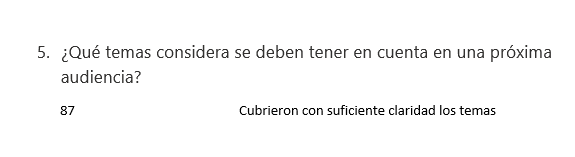 5. ¿Qué temas considera se deben tener en cuenta en una próxima
audiencia?
87 Cubrieron con suficiente claridad los temas